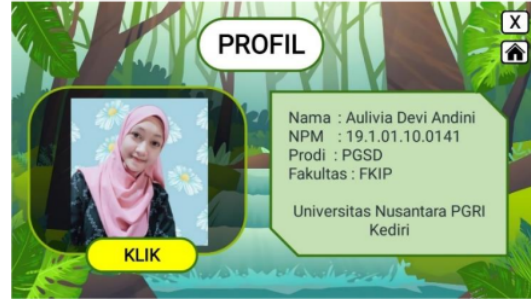 PROFIL
X
Nama : Aulivia Devi Andini
NPM : 19.1.01.10.0141
Prodi : PGSD
Fakultas : FKIP
Universitas Nusantara PGRI
Kediri
KLIK